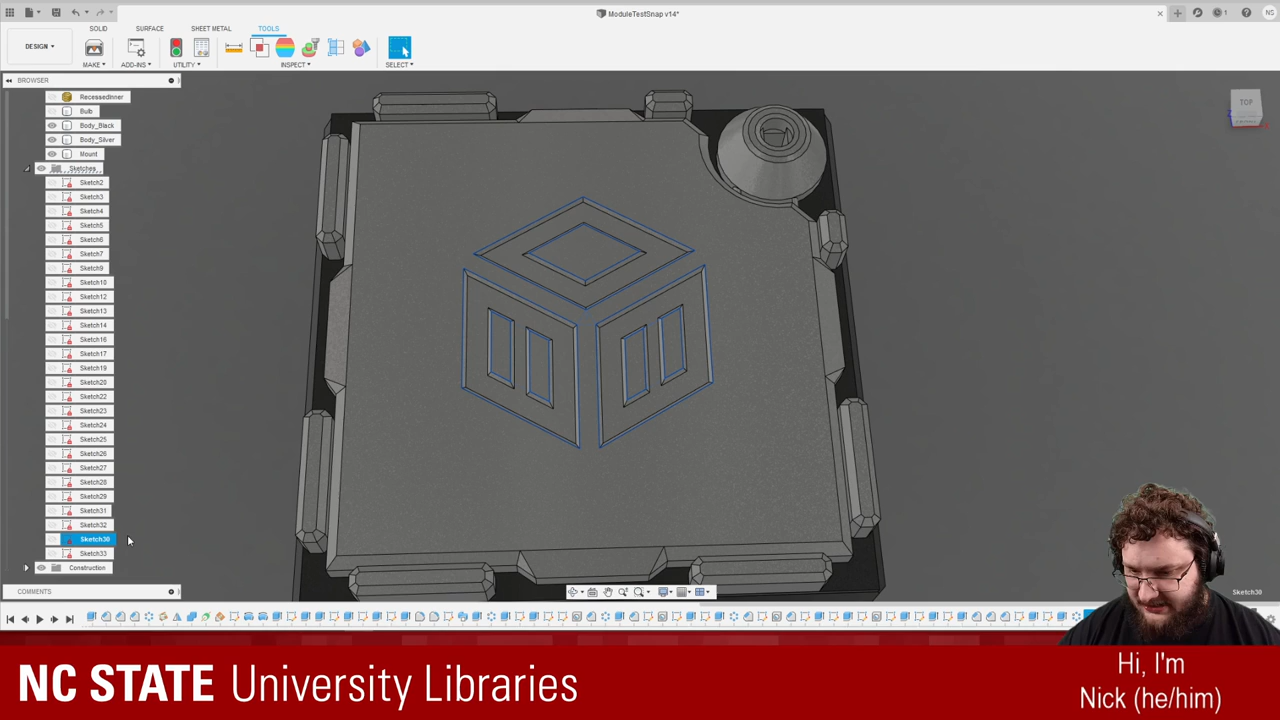 ModuleTestSnap v14*
1
NS
SOLID
SURFACE
SHEET METAL
TOOLS
DESIGN
MAKE
ADD-INS
UTILITY
INSPECT
SELECT
BROWSER
RecessedInner
Bulb
Body_Black
Body_Silver
Mount
Sketches
Sketch2
Sketch3
Sketch4
Sketch5
Sketch6
Sketch7
Sketch9
Sketch10
Sketch12
Sketch13
Sketch14
Sketch16
Sketch17
Sketch19
Sketch20
Sketch22
Sketch23
Sketch24
Sketch25
Sketch26
Sketch27
Sketch28
Sketch29
Sketch31
Sketch32
Sketch30
Sketch33
Construction
TOP
COMMENTS
Sketch30
NC STATE University Libraries
Hi, I'm
Nick (he/him)